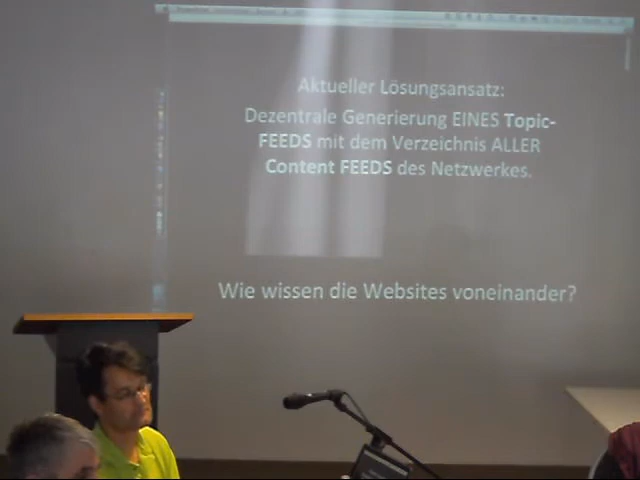 Aktueller Lösungsansatz:
Dezentrale Generierung EINES Topic-
FEEDS mit dem Verzeichnis ALLER
Content FEEDS des Netzwerkes.
Wie wissen die Websites voneinander?